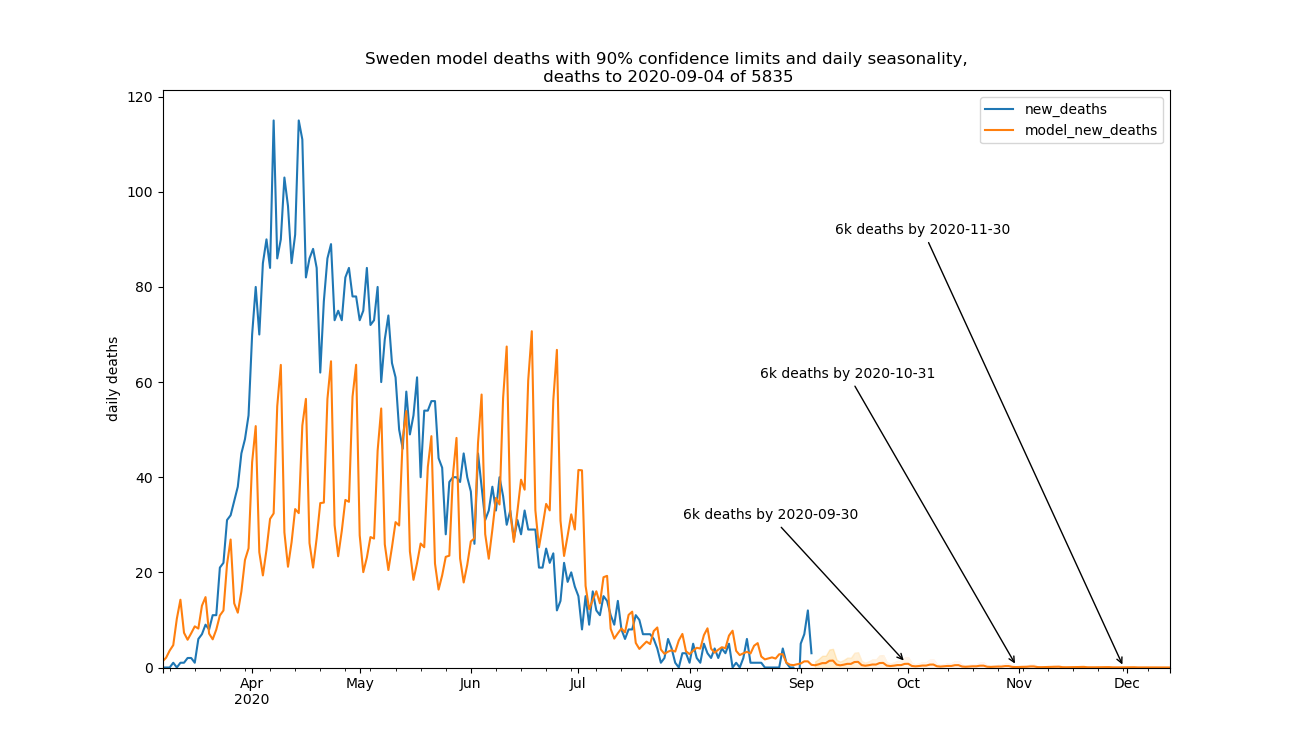 Sweden model deaths with 90% confidence limits and daily seasonality,
deaths to 2020-09-04 of 5835
120
100
80
60
40
20
0
daily deaths
new_deaths
model_new_deaths
6k deaths by 2020-11-30
6k deaths by 2020-10-31
6k deaths by 2020-09-30
Apr May Jun Jul Aug Sep Oct Nov Dec
2020